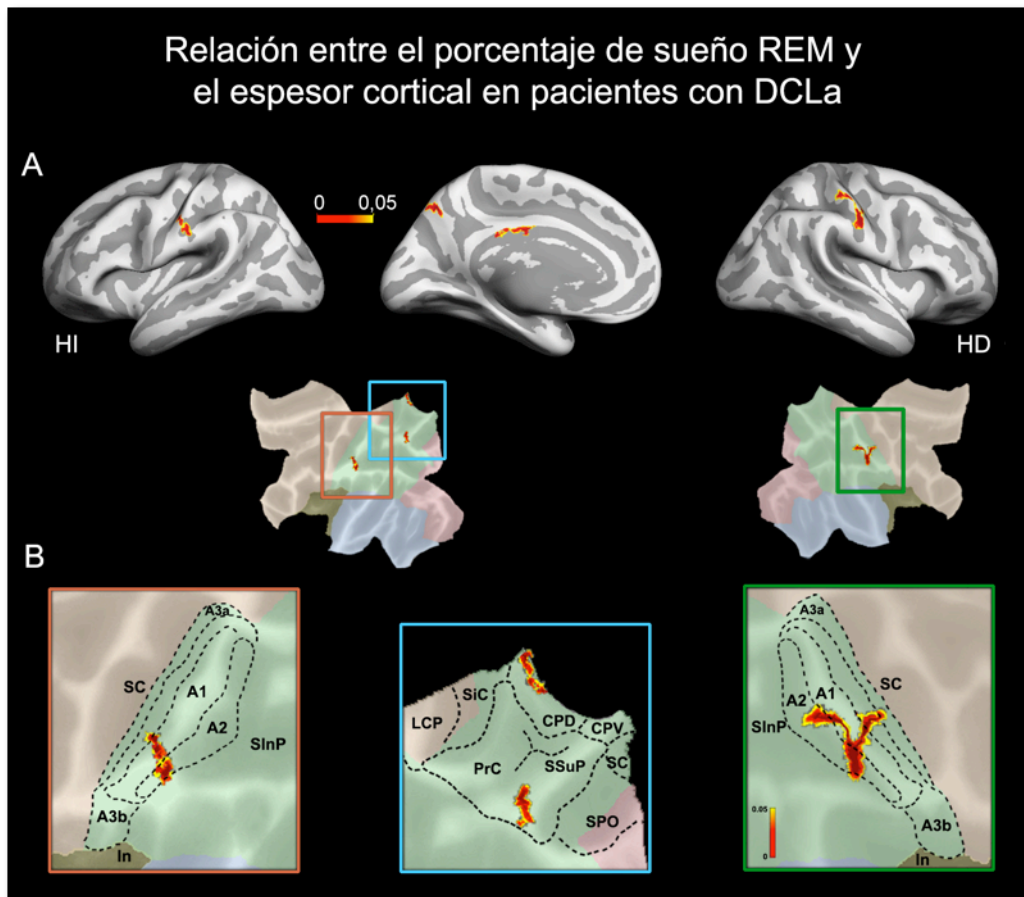 Relación entre el porcentaje de sueño REM y
el espesor cortical en pacientes con DCLa
A
0 0,05
HI
HD
B
A3a
SC
A1
A2
SInP
A3b
In
SiC
LCP
CPD
CPV
PrC
SSuP
SC
SPO
A3a
SC
A1
A2
SInP
0.05
0
A3b
In